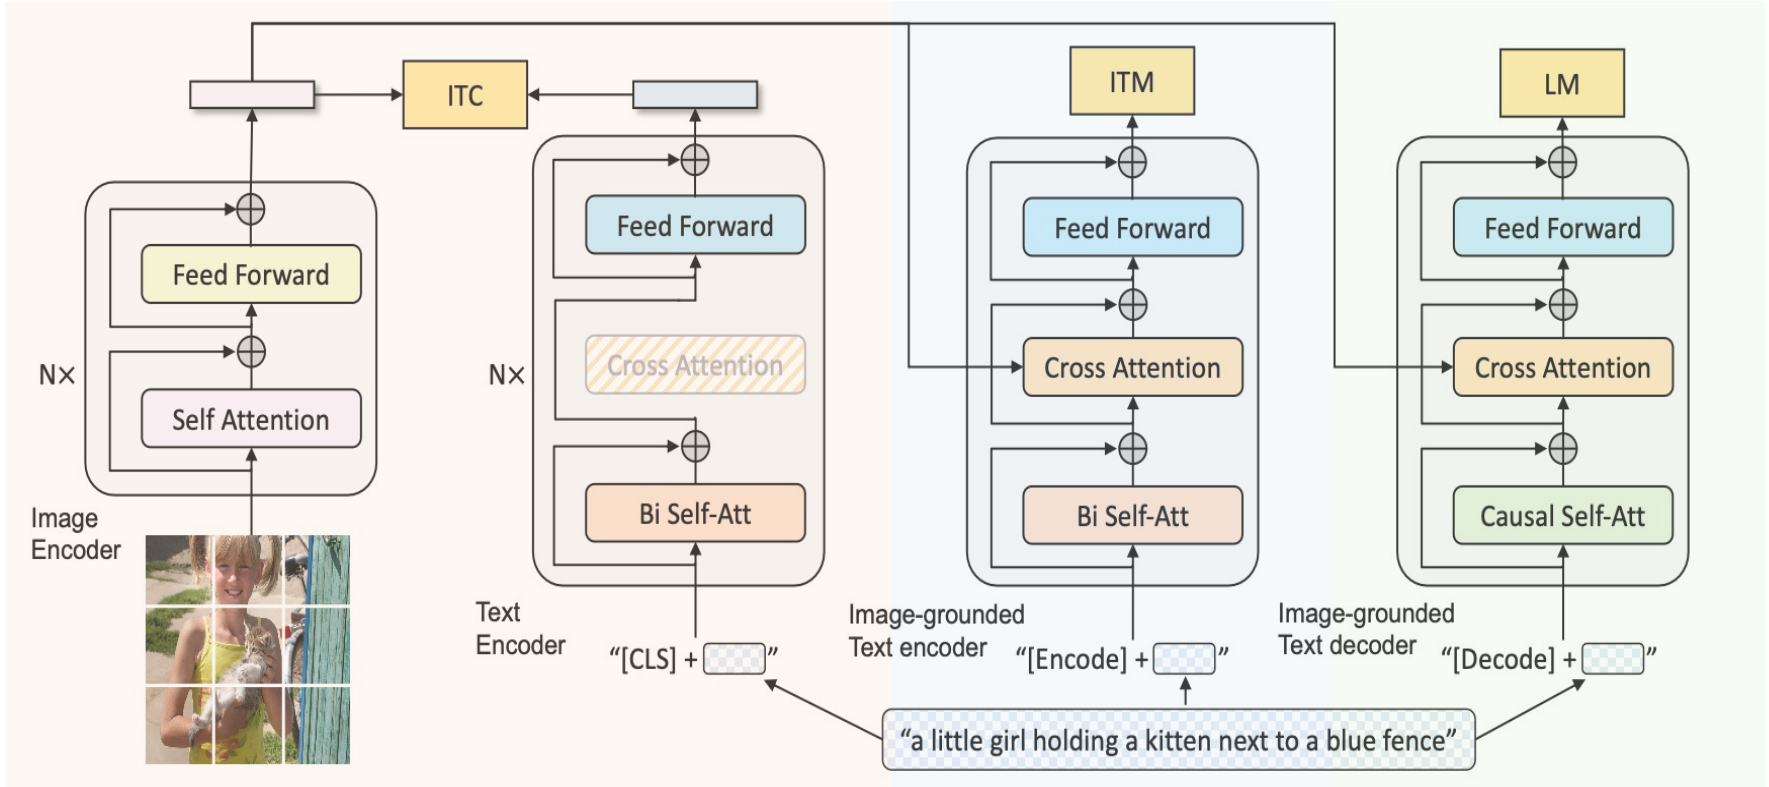 ITC
ITM
LM
Feed Forward
Self Attention
N×
Image
Encoder
Feed Forward
Cross Attention
Bi Self-Att
N×
Text
Encoder
"[CLS] + "
Feed Forward
Cross Attention
Bi Self-Att
Image-grounded
Text encoder
"[Encode] + "
Feed Forward
Cross Attention
Causal Self-Att
Image-grounded
Text decoder
"[Decode] + "
"a little girl holding a kitten next to a blue fence"